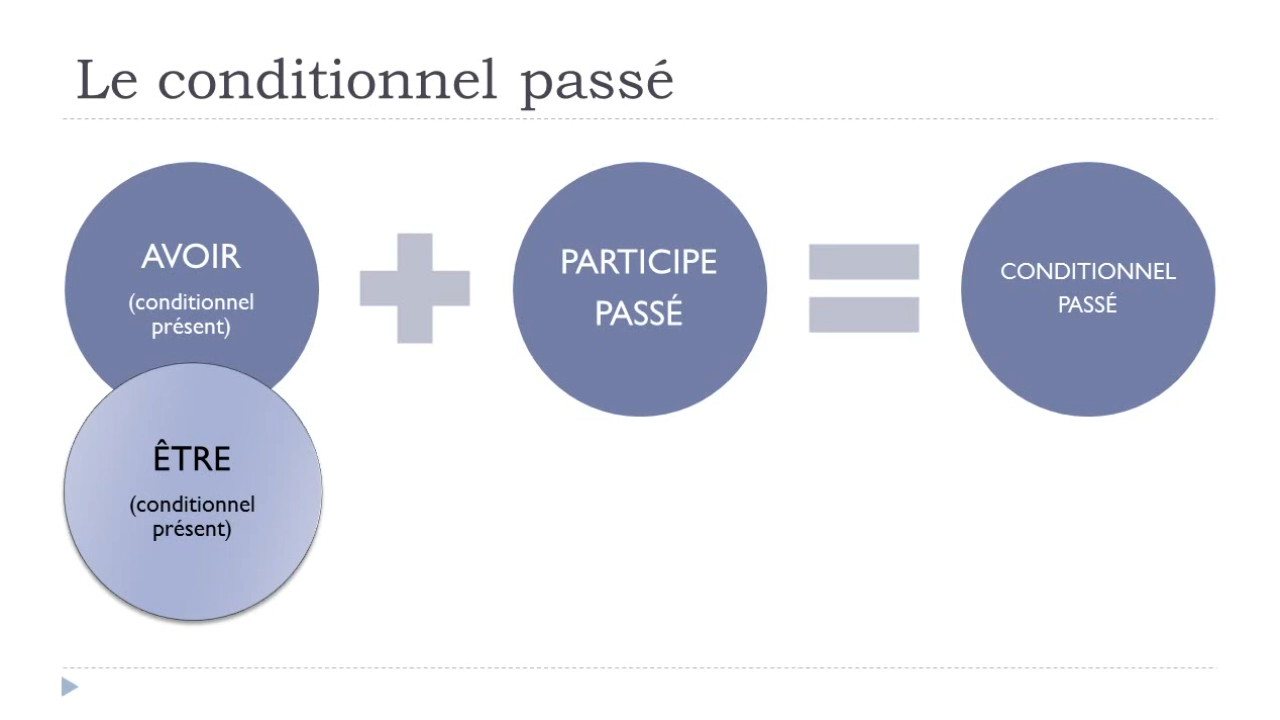 Le conditionnel passé
AVOIR
(conditionnel
présent)
PARTICIPE
PASSÉ
CONDITIONNEL
PASSÉ
ÊTRE
(conditionnel
présent)